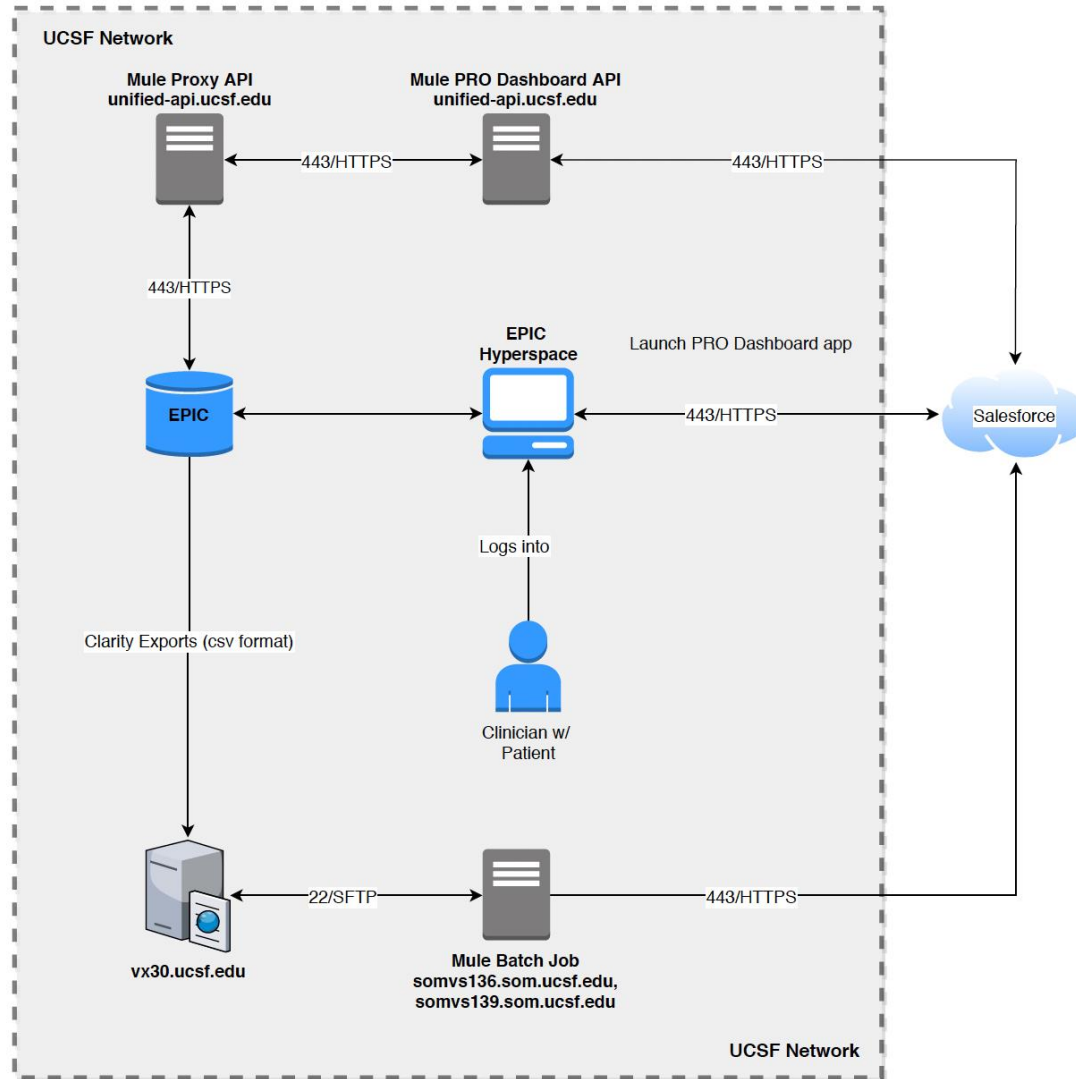 UCSF Network
Mule Proxy API
unified-api.ucsf.edu
Mule PRO Dashboard API
unified-api.ucsf.edu
443/HTTPS
443/HTTPS
443/HTTPS
EPIC
Hyperspace
Launch PRO Dashboard app
EPIC
443/HTTPS
Salesforce
Logs into
Clarity Exports (csv format)
Clinician w/
Patient
22/SFTP
443/HTTPS
vx30.ucsf.edu
Mule Batch Job
somvs136.som.ucsf.edu,
somvs139.som.ucsf.edu
UCSF Network